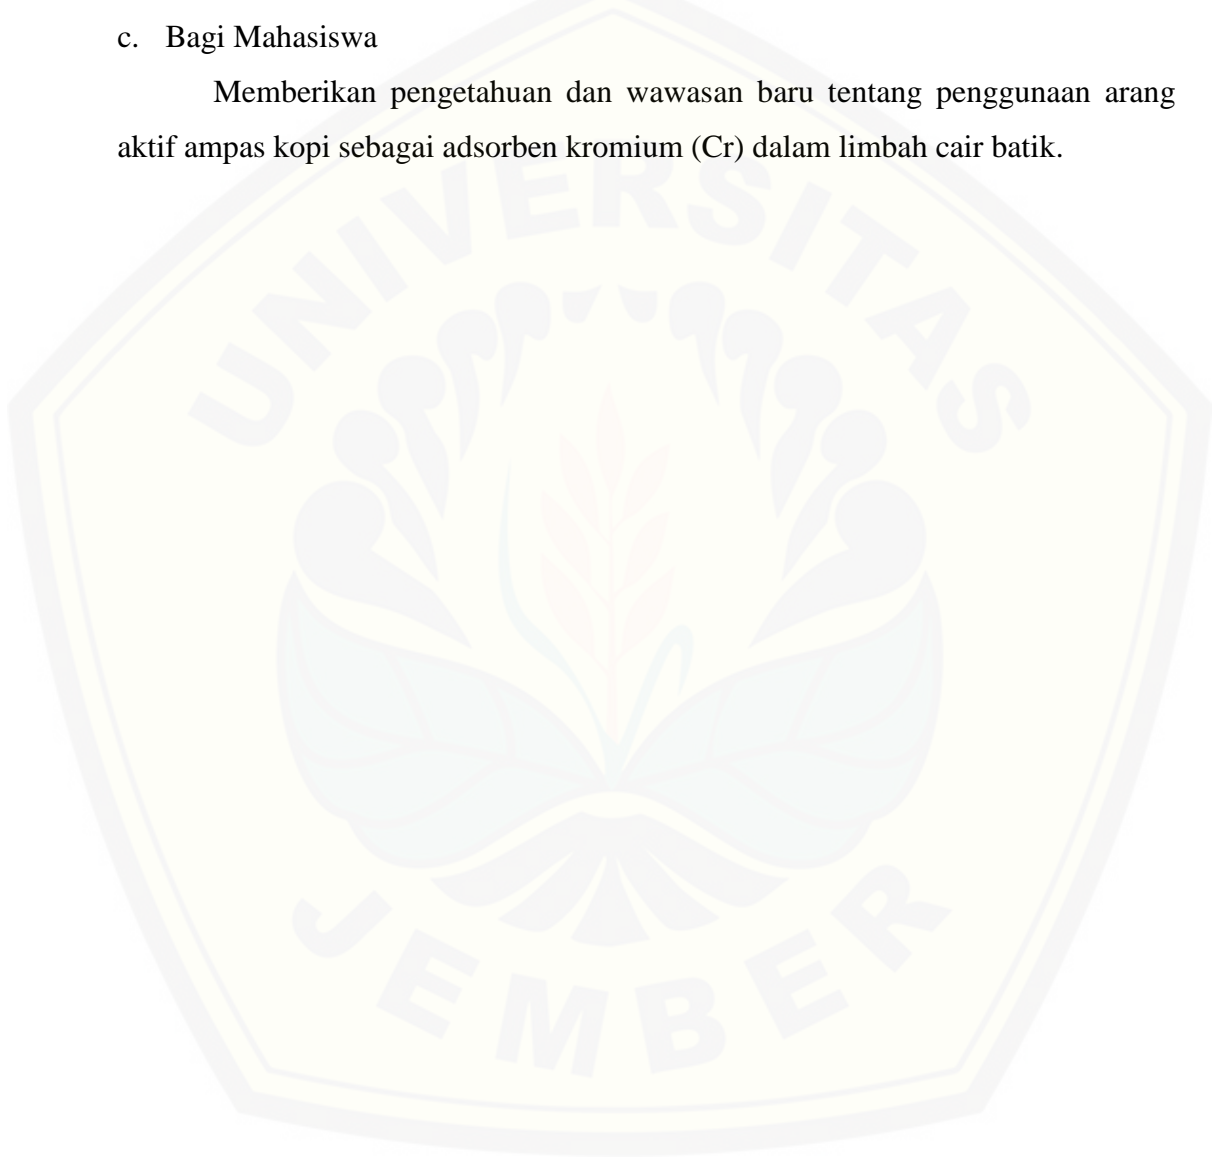 c. Bagi Mahasiswa
Memberikan pengetahuan dan wawasan baru tentang penggunaan arang
aktif ampas kopi sebagai adsorben kromium (Cr) dalam limbah cair batik.
UNIVERSITAS
JEMBER